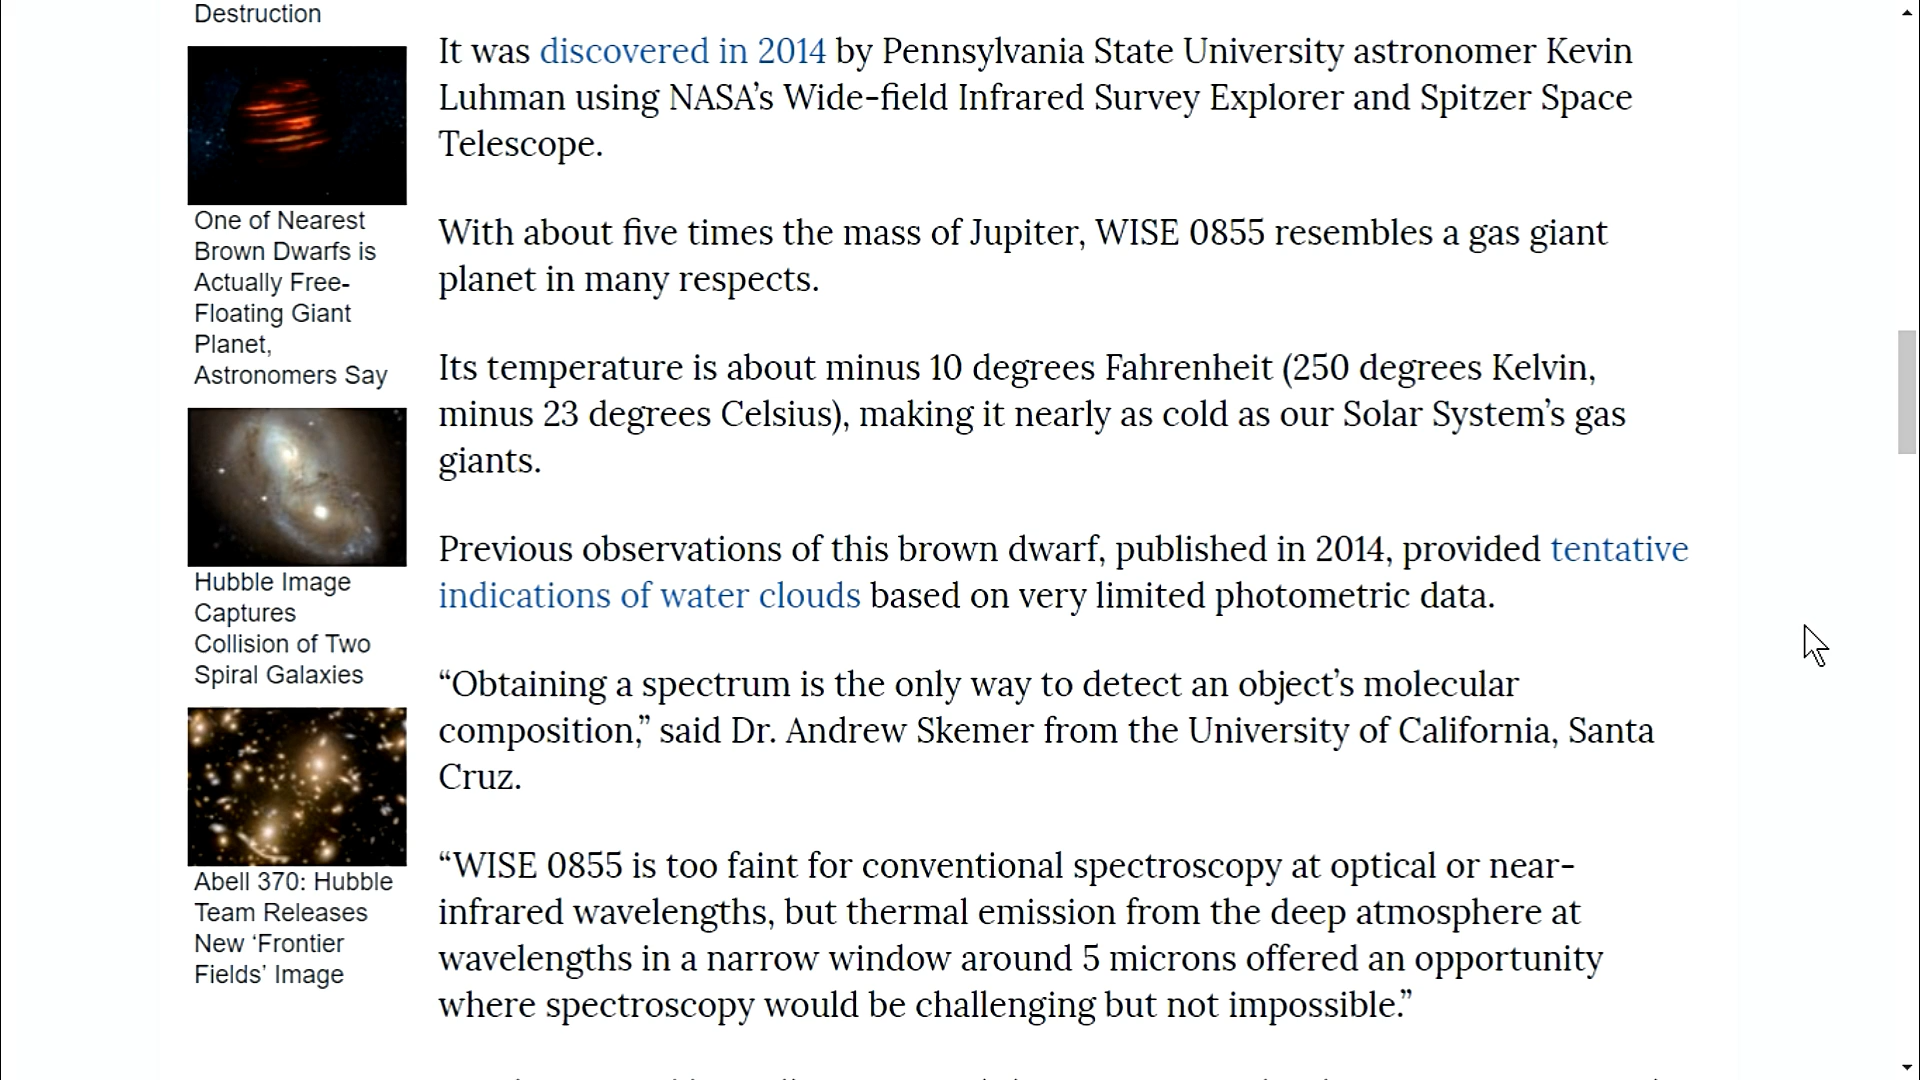 Destruction
One of Nearest
Brown Dwarfs is
Actually Free-
Floating Giant
Planet,
Astronomers Say
Hubble Image
Captures
Collision of Two
Spiral Galaxies
Abell 370: Hubble
Team Releases
New ‘Frontier
Fields’ Image
It was discovered in 2014 by Pennsylvania State University astronomer Kevin
Luhman using NASA’s Wide-field Infrared Survey Explorer and Spitzer Space
Telescope.
With about five times the mass of Jupiter, WISE 0855 resembles a gas giant
planet in many respects.
Its temperature is about minus 10 degrees Fahrenheit (250 degrees Kelvin,
minus 23 degrees Celsius), making it nearly as cold as our Solar System’s gas
giants.
Previous observations of this brown dwarf, published in 2014, provided tentative
indications of water clouds based on very limited photometric data.
“Obtaining a spectrum is the only way to detect an object’s molecular
composition,” said Dr. Andrew Skemer from the University of California, Santa
Cruz.
“WISE 0855 is too faint for conventional spectroscopy at optical or near-
infrared wavelengths, but thermal emission from the deep atmosphere at
wavelengths in a narrow window around 5 microns offered an opportunity
where spectroscopy would be challenging but not impossible.”